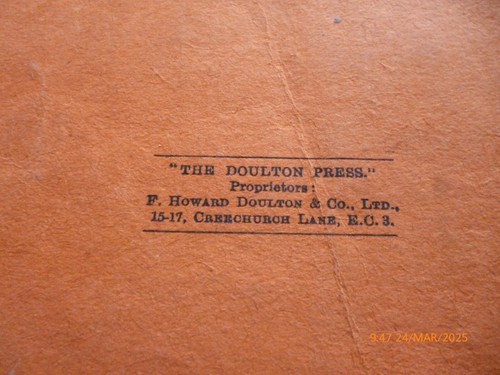 "THE DOULTON PRESS."
Proprietors:
F. HOWARD DOULTON & CO., LTD.,
15-17, CREECHURCH LANE, E.C. 3.
9:47 24/MAR/2025